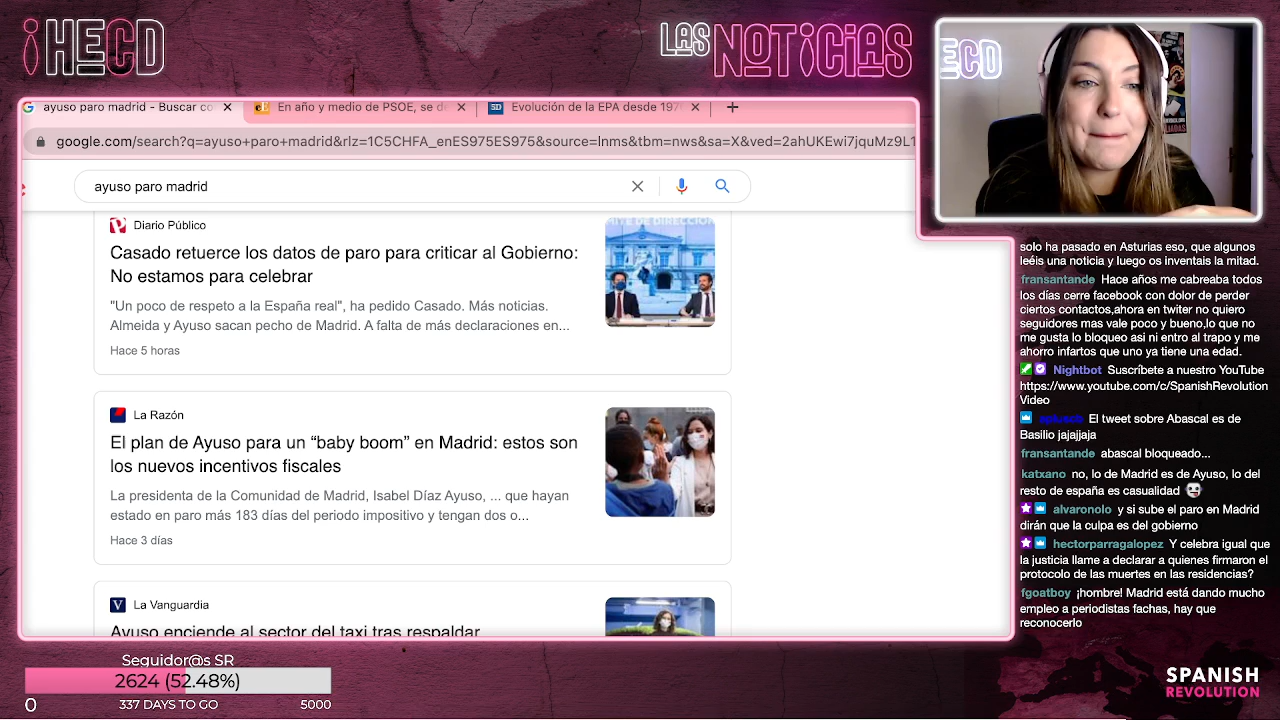 ¡HECD
LAS NOTICIAS
ECD
ayuso paro madrid - Buscar co
En año y medio de PSOE, se de
SD Evolución de la EPA desde 197
google.com/search?q=ayuso+paro+madrid&rlz=1C5CHFA_enES975ES975&source=lnms&tbm=nws&sa=X&ved=2ahUKEwi7jquMz9L1
ayuso paro madrid
Diario Público
Casado retuerce los datos de paro para criticar al Gobierno:
No estamos para celebrar
"Un poco de respeto a la España real", ha pedido Casado. Más noticias.
Almeida y Ayuso sacan pecho de Madrid. A falta de más declaraciones en...
Hace 5 horas
La Razón
El plan de Ayuso para un “baby boom” en Madrid: estos son
los nuevos incentivos fiscales
La presidenta de la Comunidad de Madrid, Isabel Díaz Ayuso, ... que hayan
estado en paro más 183 días del periodo impositivo y tengan dos o...
Hace 3 días
V La Vanguardia
Ayuso enciende al sector del taxi tras respaldar
solo ha pasado en Asturias eso, que algunos
leéis una noticia y luego os inventais la mitad.
fransantande Hace años me cabreaba todos
los días cerre facebook con dolor de perder
ciertos contactos,ahora en twiter no quiero
seguidores mas vale poco y bueno,lo que no
me gusta lo bloqueo asi ni entro al trapo y me
ahorro infartos que uno ya tiene una edad.
Nightbot Suscríbete a nuestro YouTube
https://www.youtube.com/c/SpanishRevolution
Video
El tweet sobre Abascal es de
Basilio jajajjaja
fransantande abascal bloqueado...
katxano no, lo de Madrid es de Ayuso, lo del
resto de españa es casualidad
alvaronolo y si sube el paro en Madrid
dirán que la culpa es del gobierno
hectorparragalopez Y celebra igual que
la justicia llame a declarar a quienes firmaron el
protocolo de las muertes en las residencias?
fgoatboy ¡hombre! Madrid está dando mucho
empleo a periodistas fachas, hay que
reconocerlo
Seguidor@s SR
2624 (52.48%)
0 337 DAYS TO GO 5000
SPANISH
REVOLUTION